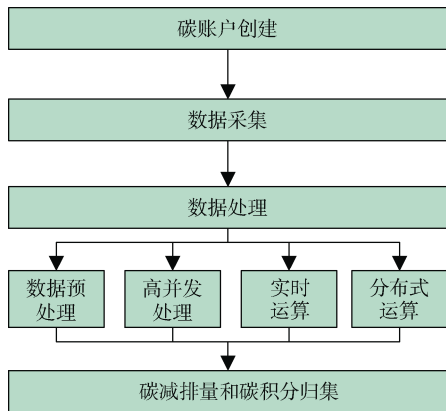 碳账户创建
数据采集
数据处理
数据预
处理
高并发
处理
实时
运算
分布式
运算
碳减排量和碳积分归集